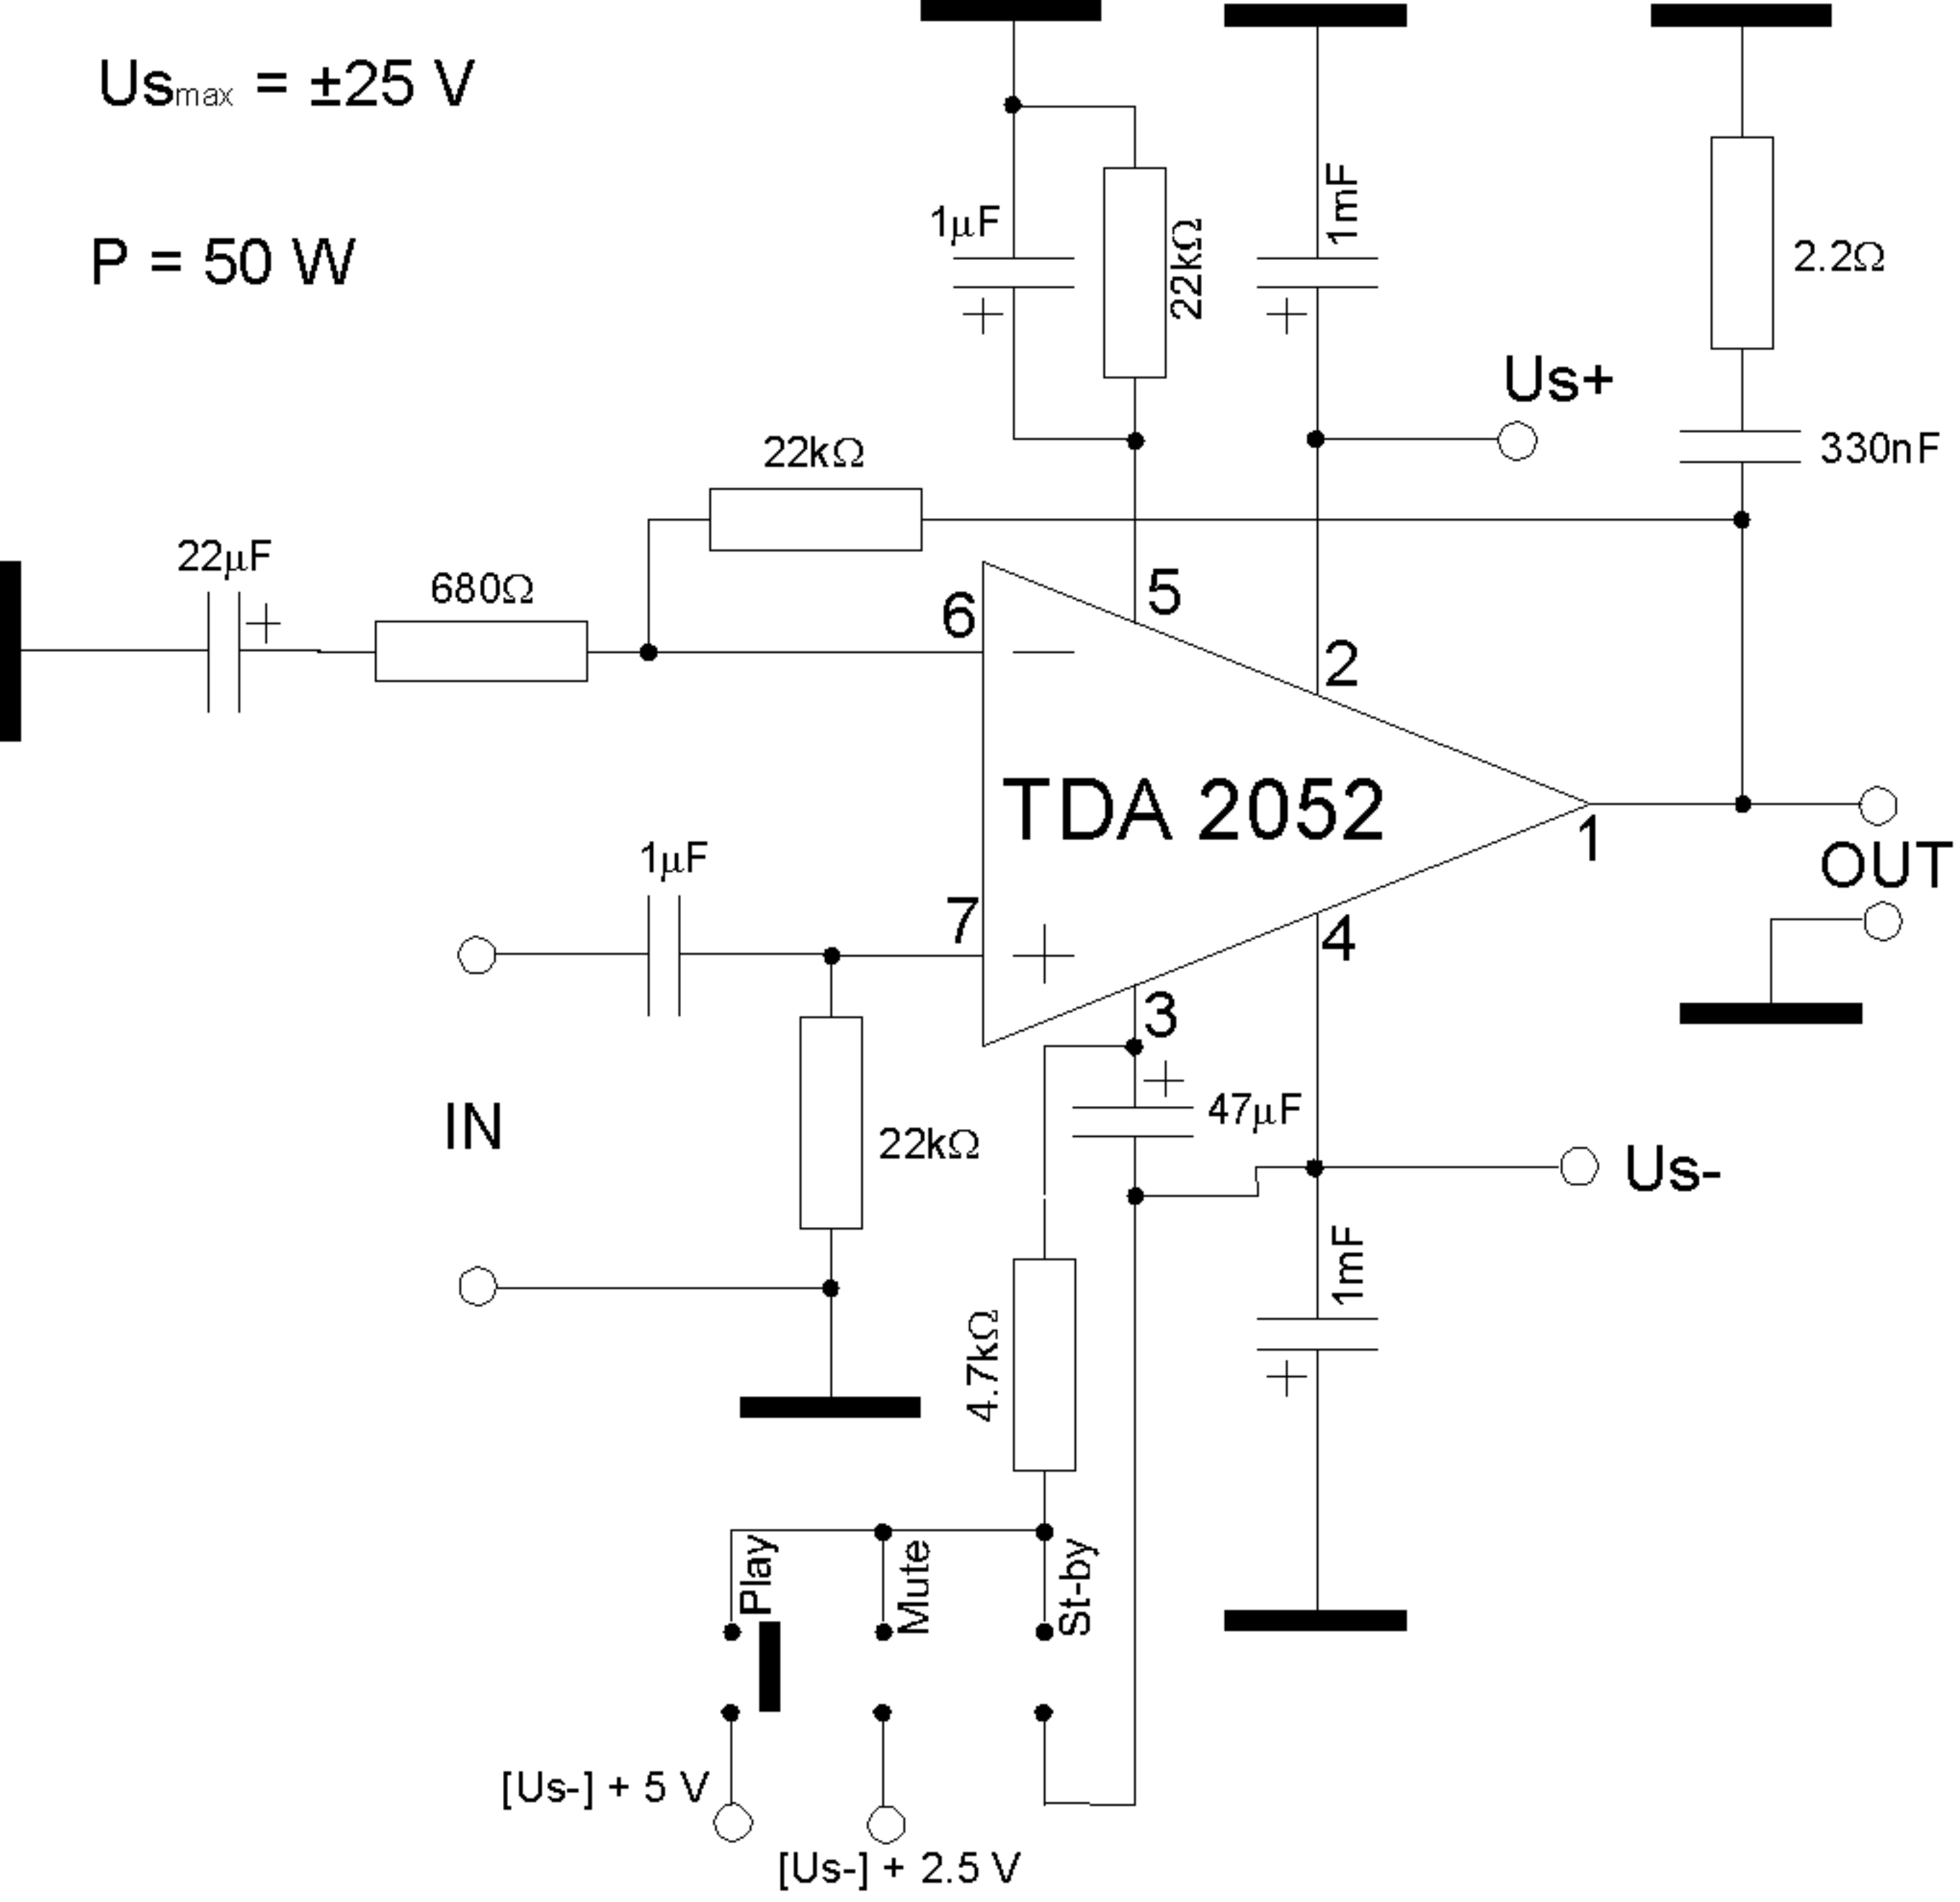 Usmax = ±25 V
P = 50 W
1µF
22kΩ
1mF
2.2Ω
Us+
330nF
22kΩ
22µF
680Ω
6
5
2
TDA 2052
1
OUT
1µF
7
4
3
IN
22kΩ
47µF
Us-
1mF
4.7kΩ
Play
Mute
St-by
[Us-] + 5 V
[Us-] + 2.5 V